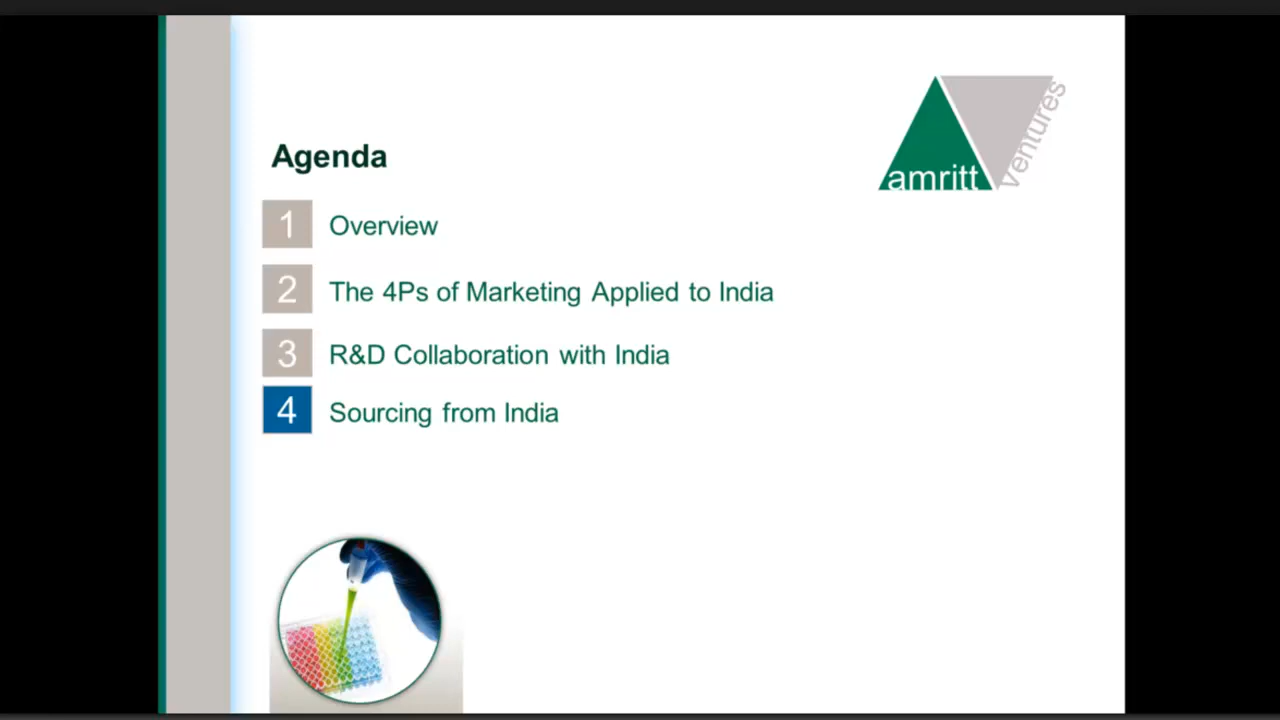 amritt
ventures
Agenda
1 Overview
2 The 4Ps of Marketing Applied to India
3 R&D Collaboration with India
4 Sourcing from India